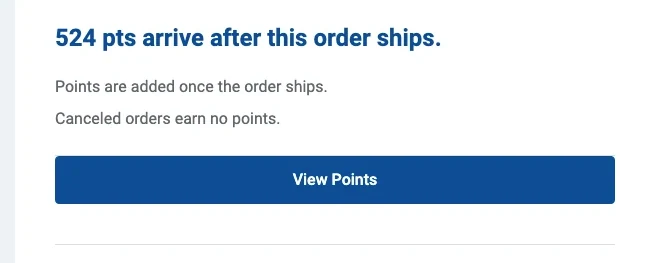 524 pts arrive after this order ships.
Points are added once the order ships.
Canceled orders earn no points.
View Points